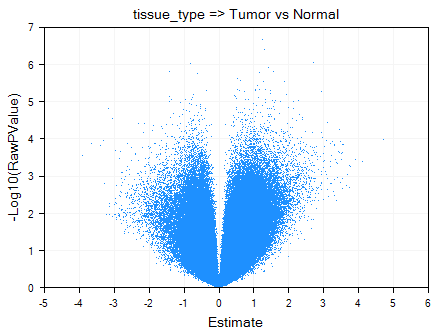 tissue_type => Tumor vs Normal
-Log10(RawPValue)
7
6
5
4
3
2
1
0
-5 -4 -3 -2 -1 0 1 2 3 4 5 6
Estimate